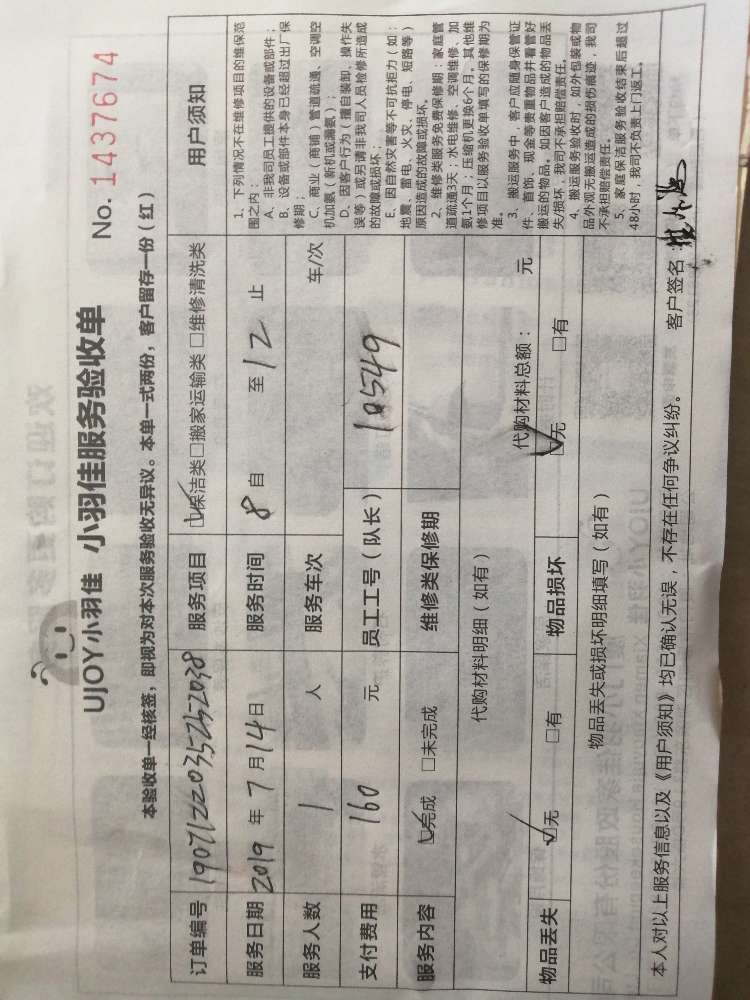 UJOY小羽佳 小羽佳服务验收单 No. 1437674
本验收单一经核签，即视为对本次服务验收无异议。本单一式两份，客户留存一份（红）
订单编号 190712203525252038 服务项目 ☑保洁类□搬家运输类□维修清洗类
服务日期 2019年7月14日 服务时间 8自 至12止
服务人数 1人 服务车次 车/次
支付费用 160元 员工工号（队长） 10549
服务内容 ☑完成 □未完成 维修类保修期
代购材料明细（如有） 代购材料总额： 元
物品丢失 ☑无 □有 物品损坏 ☑无 □有
物品丢失或损坏明细填写（如有）
用户须知
1、下列情况不在维修项目的维保范
围之内：
A、非我司员工提供的设备或部件；
B、设备或部件本身已经超过出厂保
修期；
C、商业（商铺）管道疏通、空调空
机加氨（新机或漏氨）；
D、因客户行为（擅自装卸、操作失
误等）或另请非我司人员检修所造成
的故障或损坏；
E、因自然灾害等不可抗拒力（如：
地震、雷电、火灾、停电、短路等）
原因造成的故障或损坏。
2、维修类服务免费保修期：家庭管
道疏通3天；水电维修、空调维修、加
氨1个月；压缩机更换6个月。其他维
修项目以服务验收单填写的保修期为
准。
3、搬运服务中，客户应随身保管证
件、首饰、现金等贵重物品并看管好
搬运的物品。如因客户造成的物品丢
失/损坏，我司不承担赔偿责任。
4、搬运服务验收时，如外包装或物
品外观无搬运造成的损伤痕迹，我司
不承担赔偿责任。
5、家庭保洁服务验收结束后超过
48小时，我司不负责上门返工。
本人对以上服务信息以及《用户须知》均已确认无误，不存在任何争议纠纷。 客户签名：